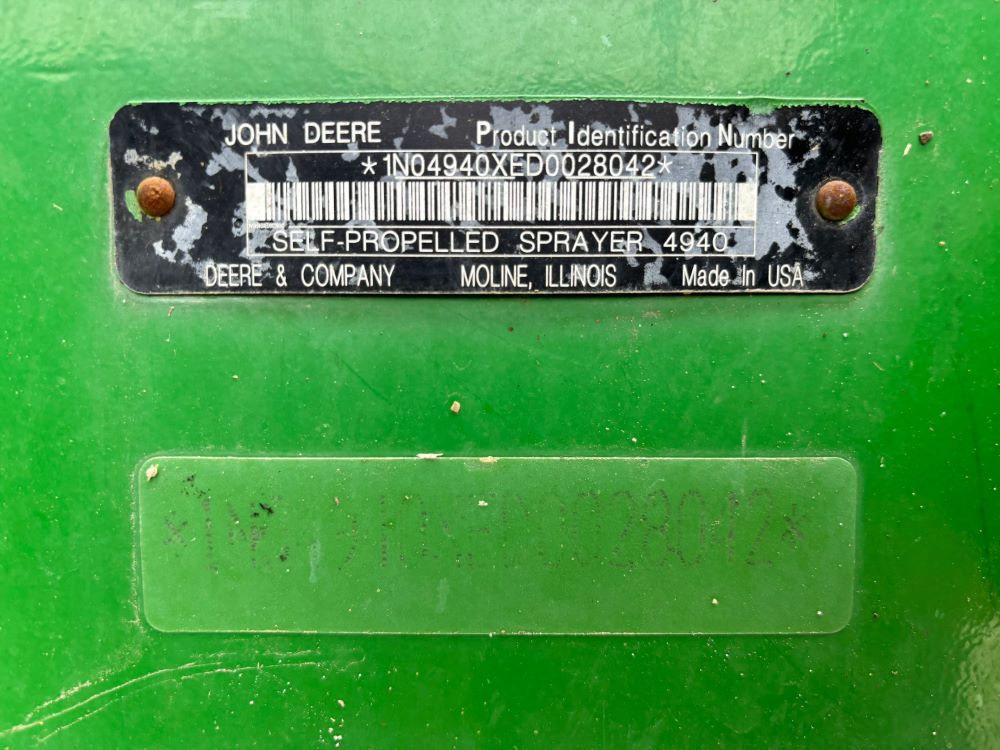 JOHN DEERE Product Identification Number
*1N04940XED0028042*
SELF-PROPELLED SPRAYER 4940
DEERE & COMPANY MOLINE, ILLINOIS Made In USA